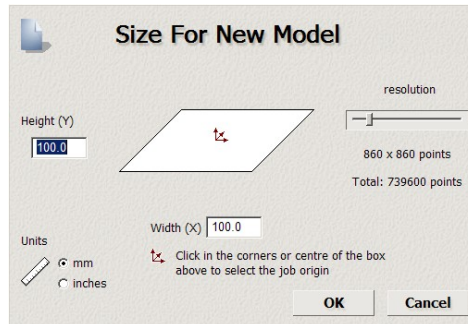 Size For New Model
resolution
Height (Y)
100.0
860 x 860 points
Total: 739600 points
Width (X) 100.0
Units
mm
inches
Click in the corners or centre of the box
above to select the job origin
OK
Cancel